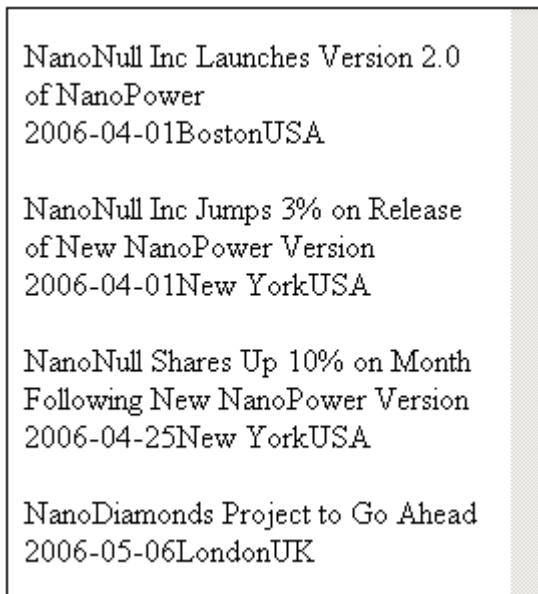 NanoNull Inc Launches Version 2.0
of NanoPower
2006-04-01BostonUSA
NanoNull Inc Jumps 3% on Release
of New NanoPower Version
2006-04-01New YorkUSA
NanoNull Shares Up 10% on Month
Following New NanoPower Version
2006-04-25New YorkUSA
NanoDiamonds Project to Go Ahead
2006-05-06LondonUK